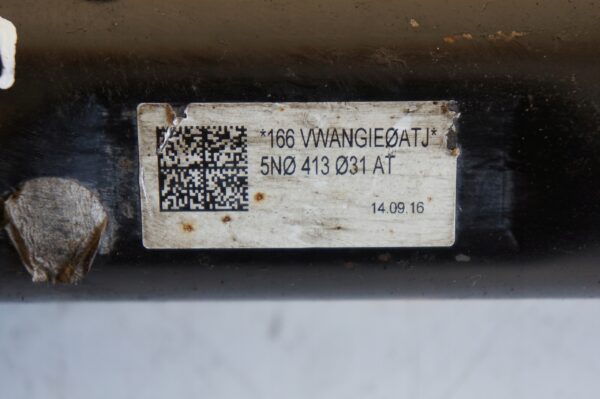 *166 VWANGIEØATJ*
5NØ 413 Ø31 AT
14.09.16